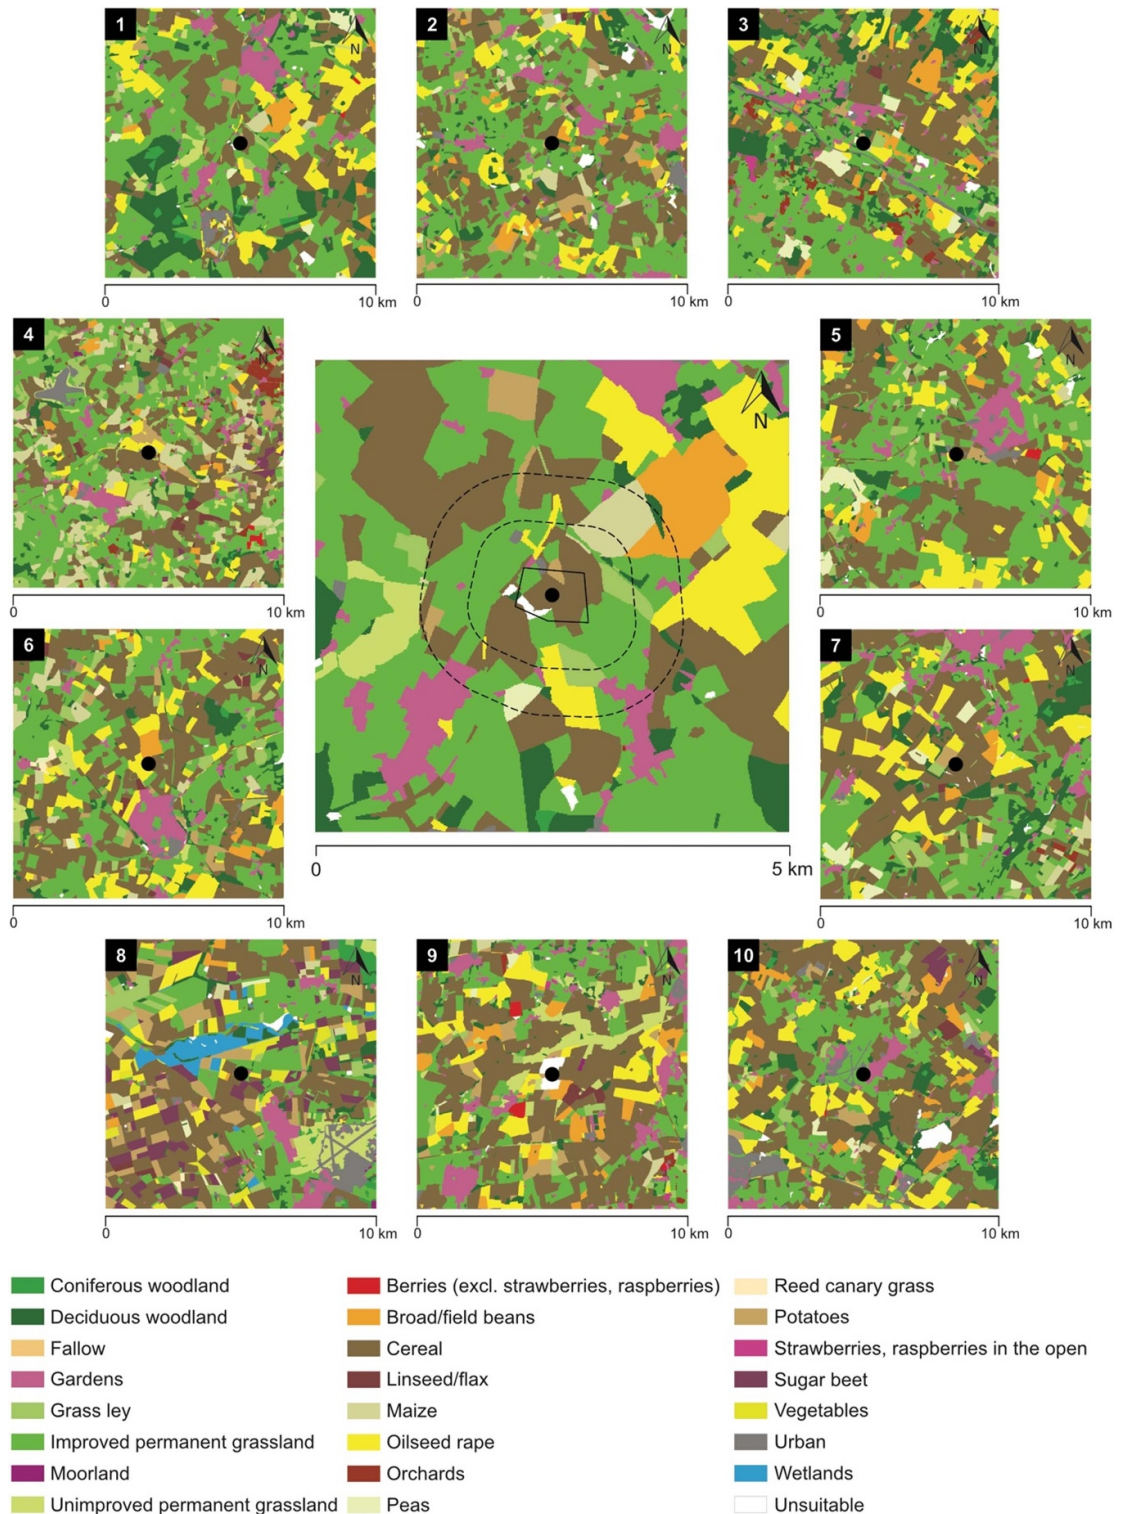 1 2 3
N N N
0 10 km 0 10 km 0 10 km
4 5
N N N
0 10 km 0 10 km
6 7
N N
0 5 km
0 10 km 0 10 km
8 9 10
N N N
0 10 km 0 10 km 0 10 km
Coniferous woodland Berries (excl. strawberries, raspberries) Reed canary grass
Deciduous woodland Broad/field beans Potatoes
Fallow Cereal Strawberries, raspberries in the open
Gardens Linseed/flax Sugar beet
Grass ley Maize Vegetables
Improved permanent grassland Oilseed rape Urban
Moorland Orchards Wetlands
Unimproved permanent grassland Peas Unsuitable